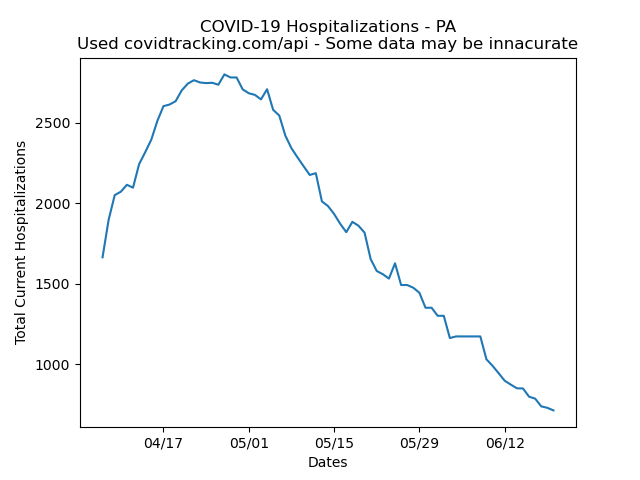 COVID-19 Hospitalizations - PA
Used covidtracking.com/api - Some data may be innacurate
Total Current Hospitalizations
2500
2000
1500
1000
04/17
05/01
05/15
05/29
06/12
Dates